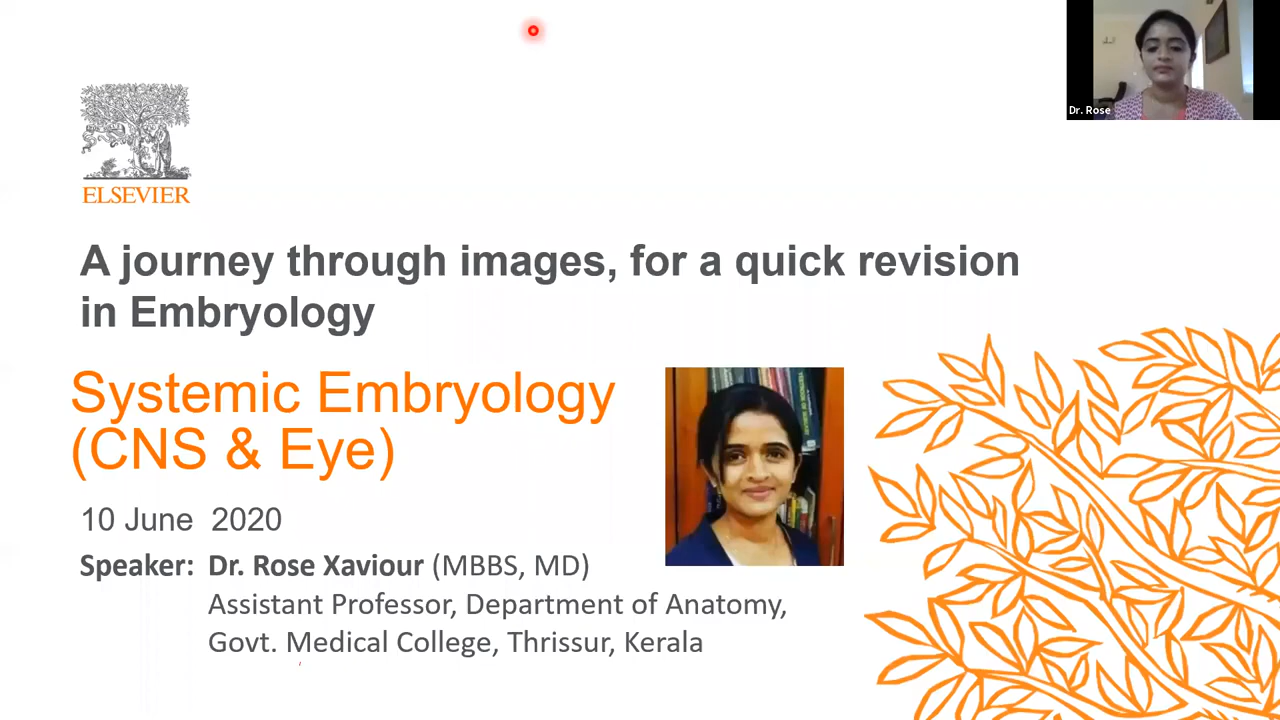 Dr. Rose
ELSEVIER
A journey through images, for a quick revision
in Embryology
Systemic Embryology
(CNS & Eye)
10 June 2020
Speaker: Dr. Rose Xaviour (MBBS, MD)
Assistant Professor, Department of Anatomy,
Govt. Medical College, Thrissur, Kerala